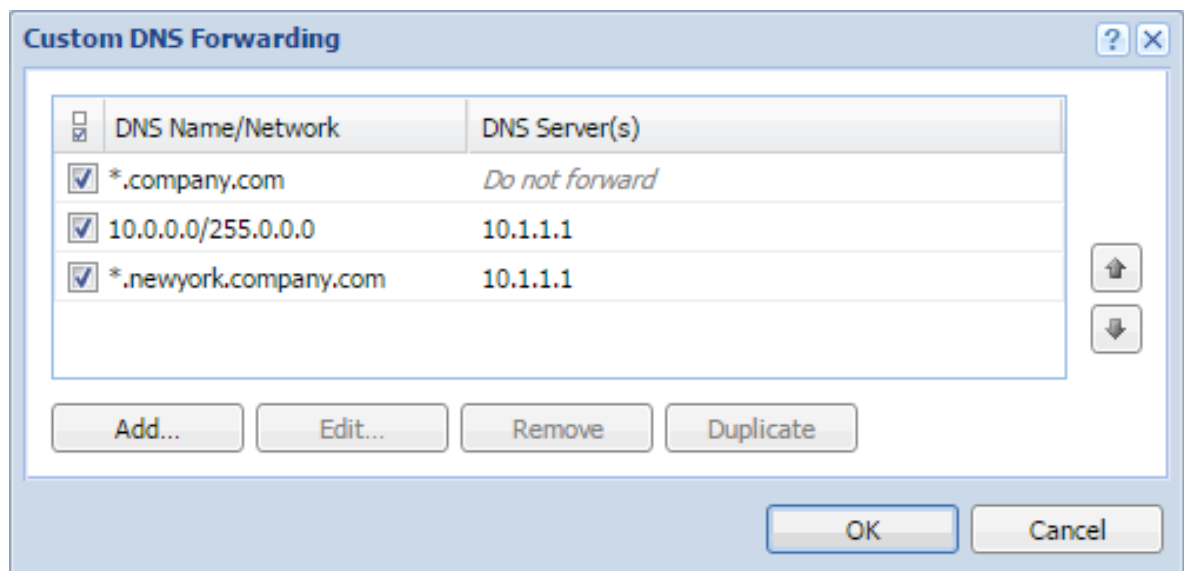 Custom DNS Forwarding
DNS Name/Network DNS Server(s)
*.company.com Do not forward
10.0.0.0/255.0.0.0 10.1.1.1
*.newyork.company.com 10.1.1.1
Add... Edit... Remove Duplicate
OK Cancel